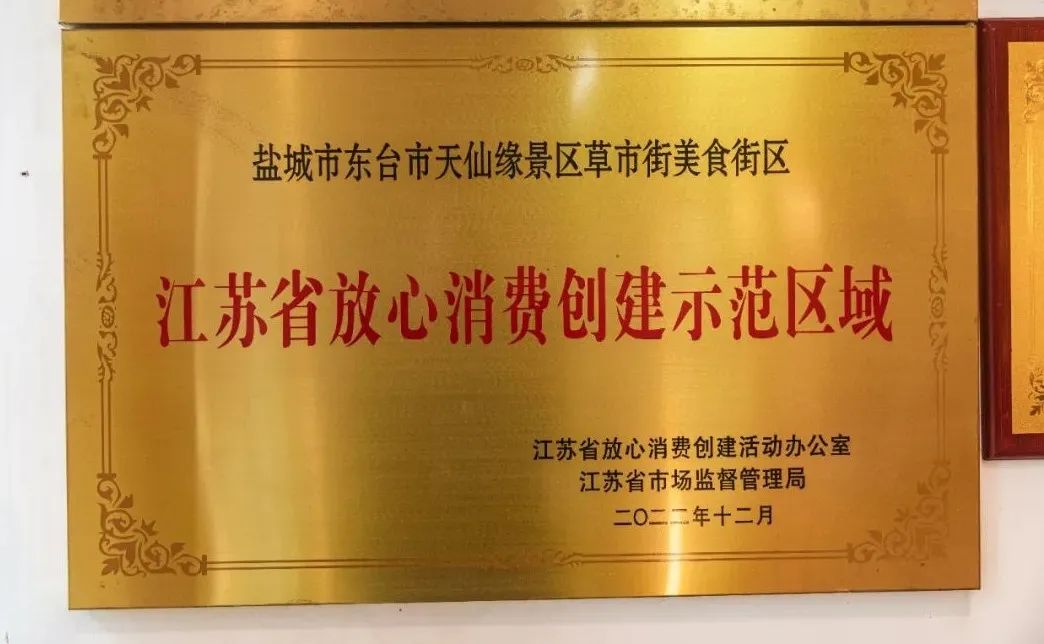 盐城市东台市天仙缘景区草市街美食街区
江苏省放心消费创建示范区域
江苏省放心消费创建活动办公室
江苏省市场监督管理局
二〇二二年十二月